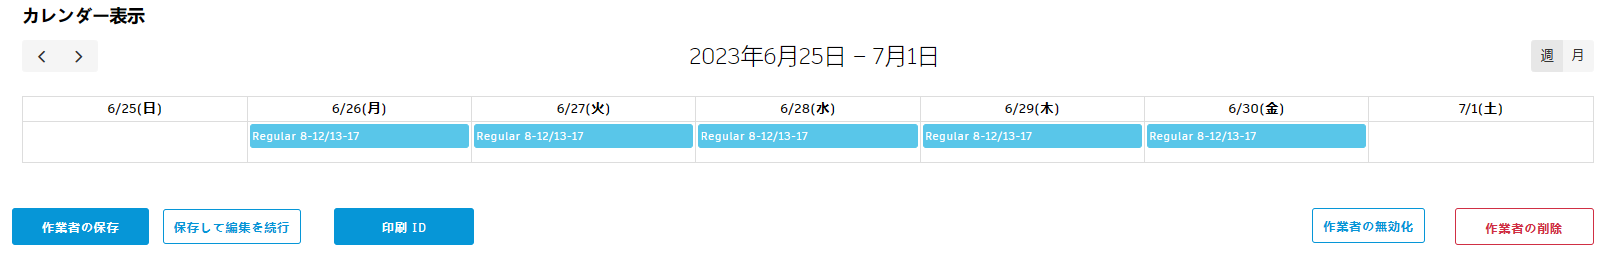 カレンダー表示
2023年6月25日 – 7月1日
週 月
6/25(日) 6/26(月) 6/27(火) 6/28(水) 6/29(木) 6/30(金) 7/1(土)
Regular 8-12/13-17 Regular 8-12/13-17 Regular 8-12/13-17 Regular 8-12/13-17 Regular 8-12/13-17
作業者の保存 保存して編集を続行 印刷 ID 作業者の無効化 作業者の削除